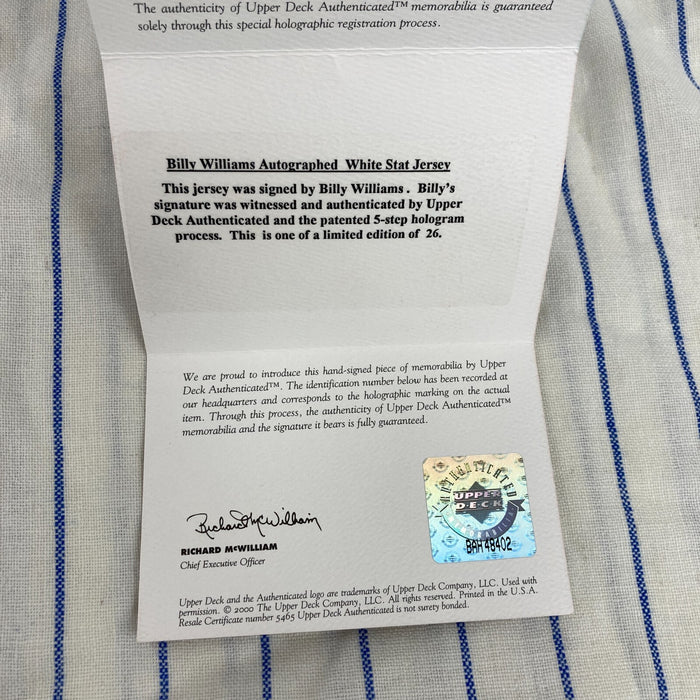 The authenticity of Upper Deck Authenticated™ memorabilia is guaranteed
solely through this special holographic registration process.
Billy Williams Autographed White Stat Jersey
This jersey was signed by Billy Williams. Billy's
signature was witnessed and authenticated by Upper
Deck Authenticated and the patented 5-step hologram
process. This is one of a limited edition of 26.
We are proud to introduce this hand-signed piece of memorabilia by Upper
Deck Authenticated™. The identification number below has been recorded at
our headquarters and corresponds to the holographic marking on the actual
item. Through this process, the authenticity of Upper Deck Authenticated™
memorabilia and the signature it bears is fully guaranteed.
AUTHENTICATED
UPPER
DECK
MEMORABILIA
BAH48402
Richard McWilliam
RICHARD McWILLIAM
Chief Executive Officer
Upper Deck and the Authenticated logo are trademarks of Upper Deck Company, LLC. Used with
permission. © 2000 The Upper Deck Company, LLC. All rights reserved. Printed in the U.S.A.
Resale Certificate number 5465 Upper Deck Authenticated is not surety bonded.